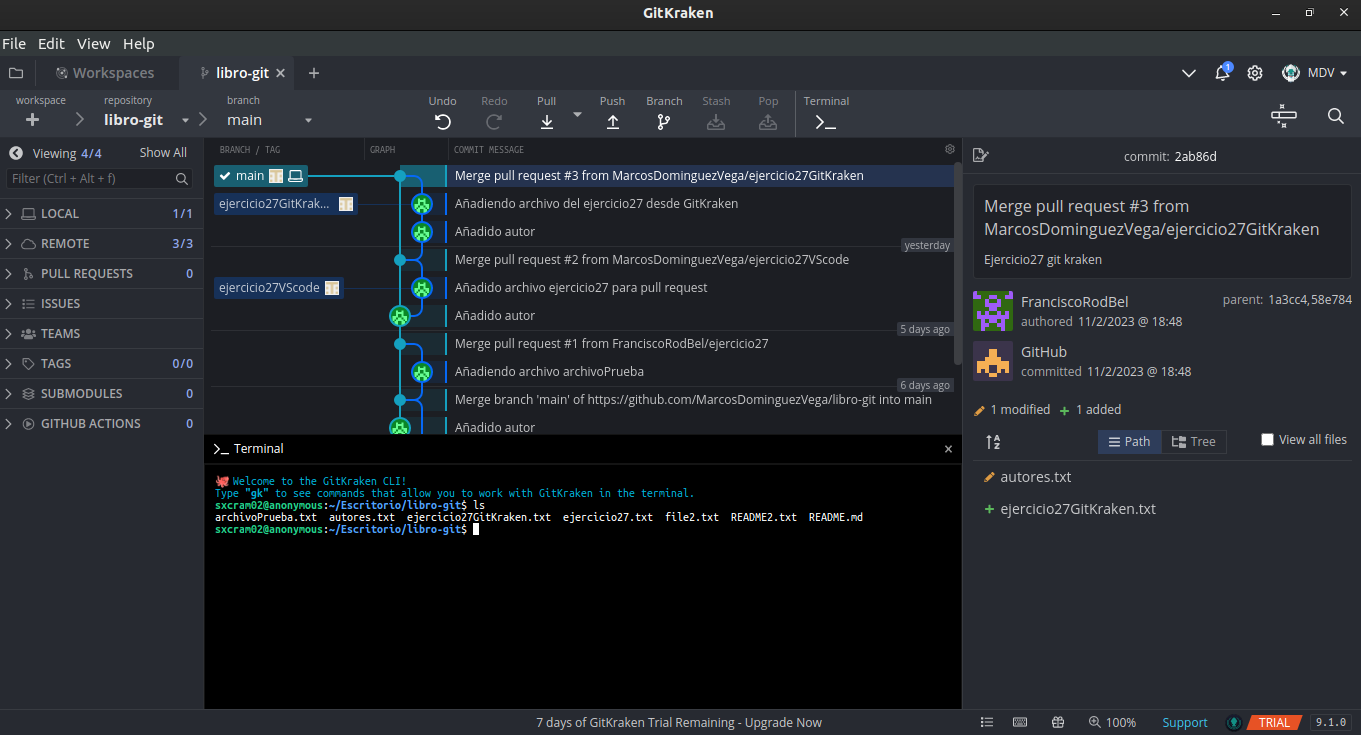 GitKraken
File Edit View Help
Workspaces libro-git
1 MDV
workspace repository branch
libro-git main
Undo Redo Pull Push Branch Stash Pop Terminal
Viewing 4/4 Show All
Filter (Ctrl + Alt + f)
LOCAL 1/1
REMOTE 3/3
PULL REQUESTS 0
ISSUES
TEAMS
TAGS 0/0
SUBMODULES 0
GITHUB ACTIONS 0
BRANCH / TAG GRAPH COMMIT MESSAGE
main Merge pull request #3 from MarcosDominguezVega/ejercicio27GitKraken
ejercicio27GitKrak... Añadiendo archivo del ejercicio27 desde GitKraken
Añadido autor
yesterday
Merge pull request #2 from MarcosDominguezVega/ejercicio27VScode
ejercicio27VScode Añadido archivo ejercicio27 para pull request
Añadido autor
5 days ago
Merge pull request #1 from FranciscoRodBel/ejercicio27
Añadiendo archivo archivoPrueba
6 days ago
Merge branch 'main' of https://github.com/MarcosDominguezVega/libro-git into main
Añadido autor
>_ Terminal
Welcome to the GitKraken CLI!
Type "gk" to see commands that allow you to work with GitKraken in the terminal.
sxcram02@anonymous:~/Escritorio/libro-git$ ls
archivoPrueba.txt autores.txt ejercicio27GitKraken.txt ejercicio27.txt file2.txt README2.txt README.md
sxcram02@anonymous:~/Escritorio/libro-git$
commit: 2ab86d
Merge pull request #3 from
MarcosDominguezVega/ejercicio27GitKraken
Ejercicio27 git kraken
FranciscoRodBel parent: 1a3cc4,58e784
authored 11/2/2023 @ 18:48
GitHub
committed 11/2/2023 @ 18:48
1 modified + 1 added
Path Tree View all files
autores.txt
+ ejercicio27GitKraken.txt
7 days of GitKraken Trial Remaining - Upgrade Now
100% Support TRIAL 9.1.0